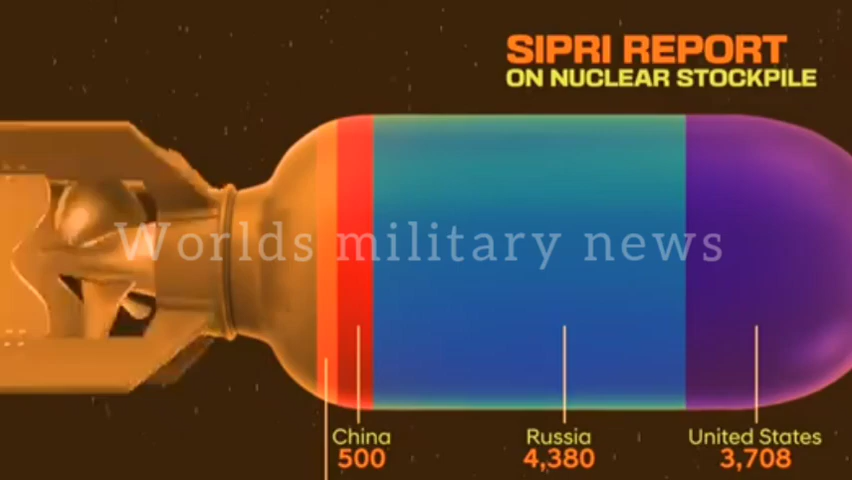 SIPRI REPORT
ON NUCLEAR STOCKPILE
Worlds military news
China
500
Russia
4,380
United States
3,708